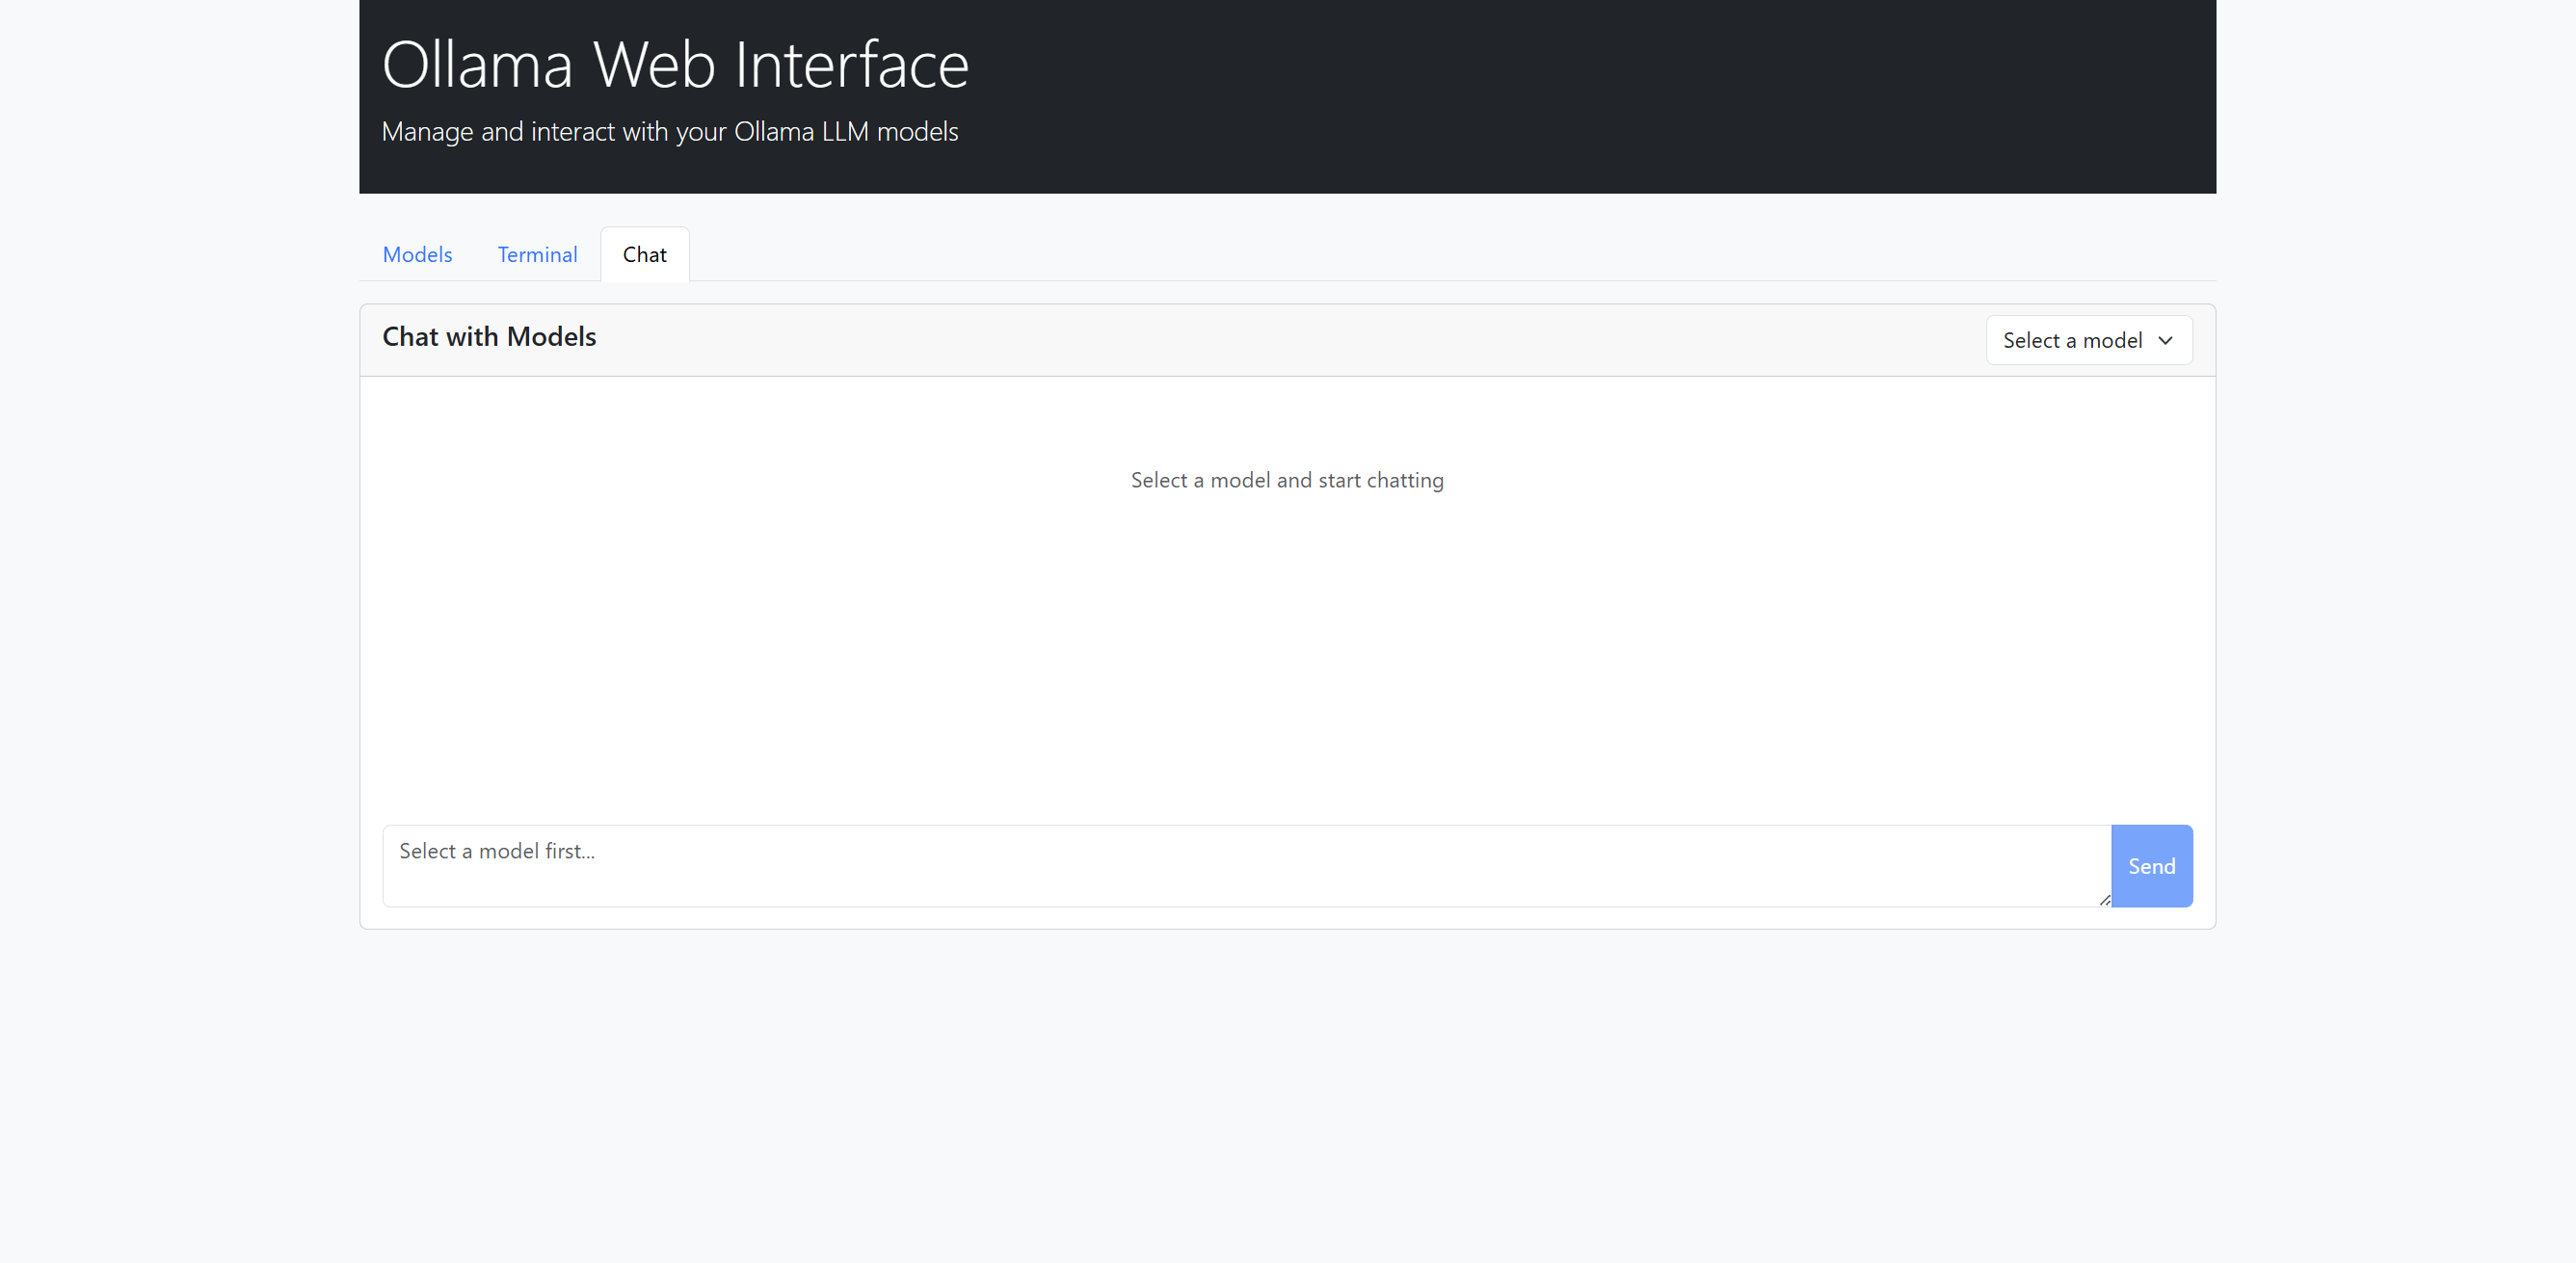 Ollama Web Interface
Manage and interact with your Ollama LLM models
Models Terminal Chat
Chat with Models
Select a model
Select a model and start chatting
Select a model first...
Send